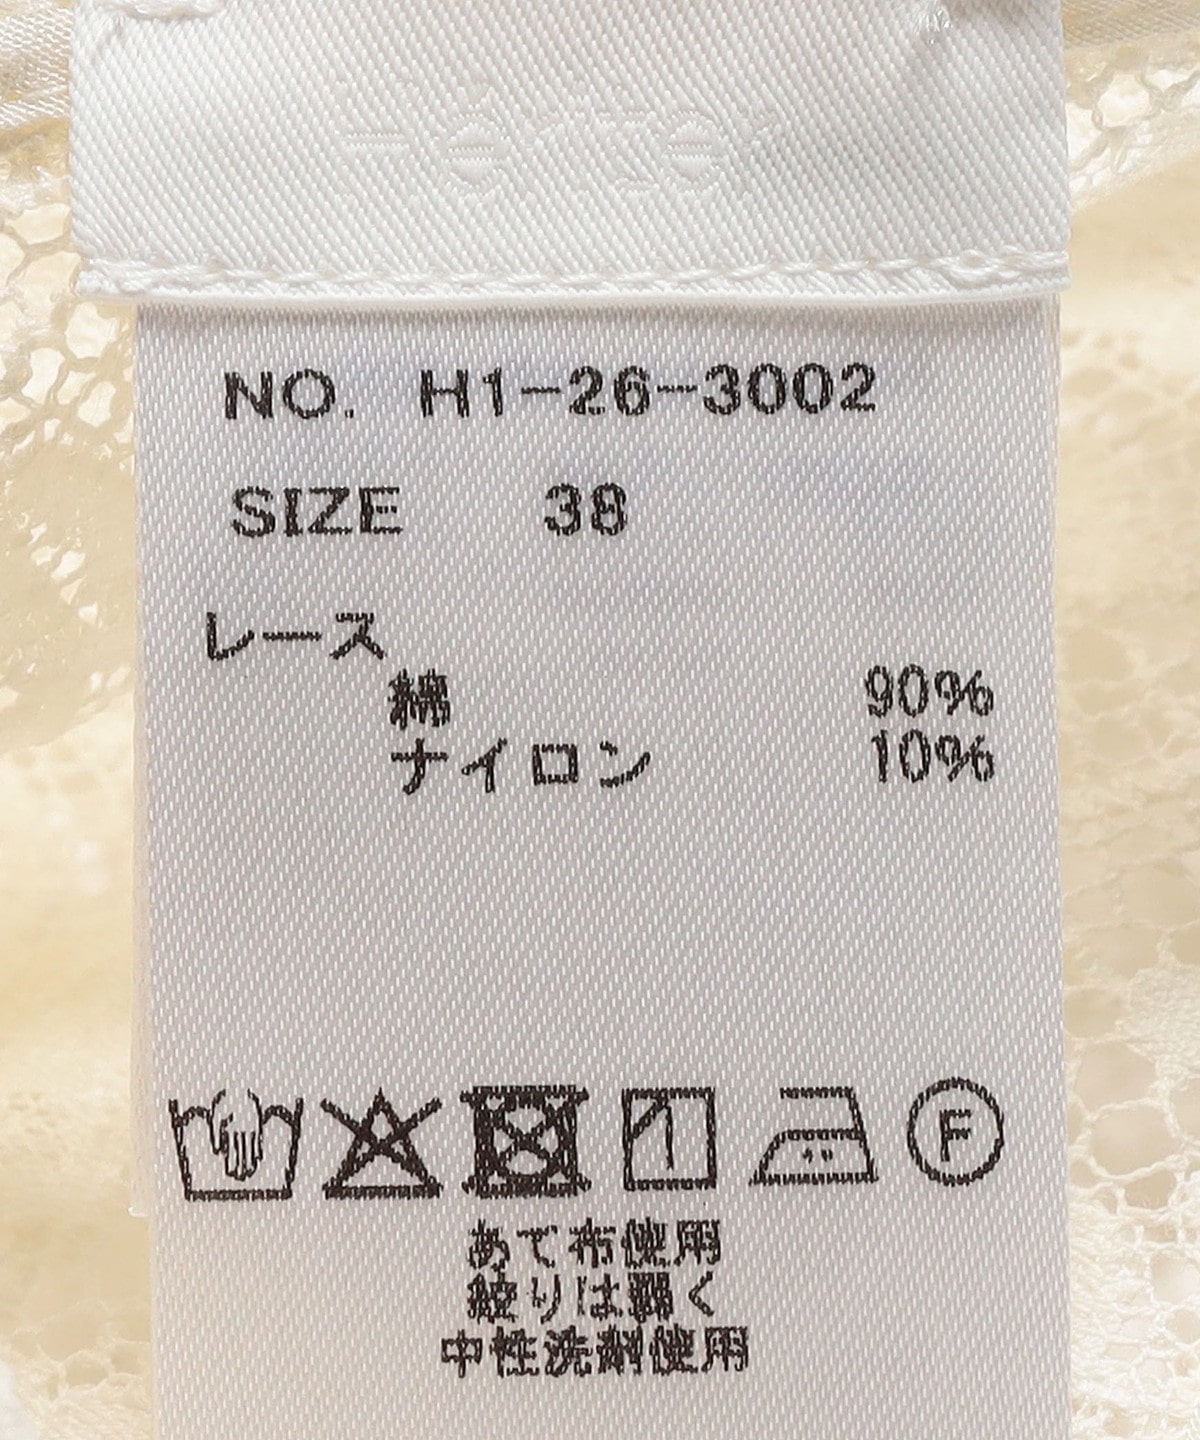 NO. H1-26-3002
SIZE 38
レース
綿 90%
ナイロン 10%
F
あて布使用
絞りは弱く
中性洗剤使用